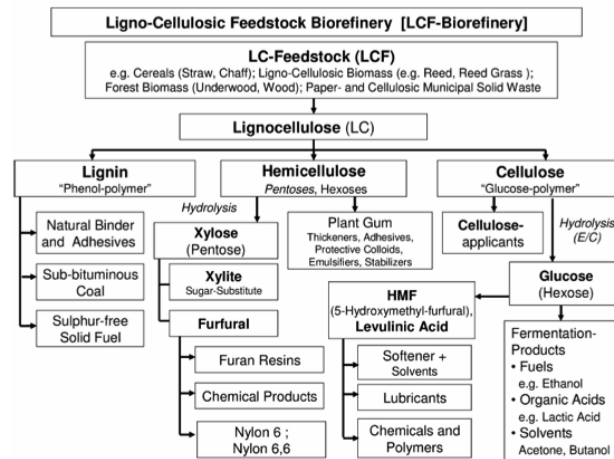 Ligno-Cellulosic Feedstock Biorefinery [LCF-Biorefinery]
LC-Feedstock (LCF)
e.g. Cereals (Straw, Chaff); Ligno-Cellulosic Biomass (e.g. Reed, Reed Grass );
Forest Biomass (Underwood, Wood); Paper- and Cellulosic Municipal Solid Waste
Lignocellulose (LC)
Lignin
“Phenol-polymer”
Hemicellulose
Pentoses, Hexoses
Cellulose
“Glucose-polymer”
Natural Binder
and Adhesives
Sub-bituminous
Coal
Sulphur-free
Solid Fuel
Hydrolysis
Xylose
(Pentose)
Xylite
Sugar-Substitute
Furfural
Furan Resins
Chemical Products
Nylon 6 ;
Nylon 6,6
Plant Gum
Thickeners, Adhesives,
Protective Colloids,
Emulsifiers, Stabilizers
Cellulose-
applicants
Hydrolysis
(E/C)
Glucose
(Hexose)
HMF
(5-Hydroxymethyl-furfural),
Levulinic Acid
Softener +
Solvents
Lubricants
Chemicals and
Polymers
Fermentation-
Products
• Fuels
e.g. Ethanol
• Organic Acids
e.g. Lactic Acid
• Solvents
Acetone, Butanol